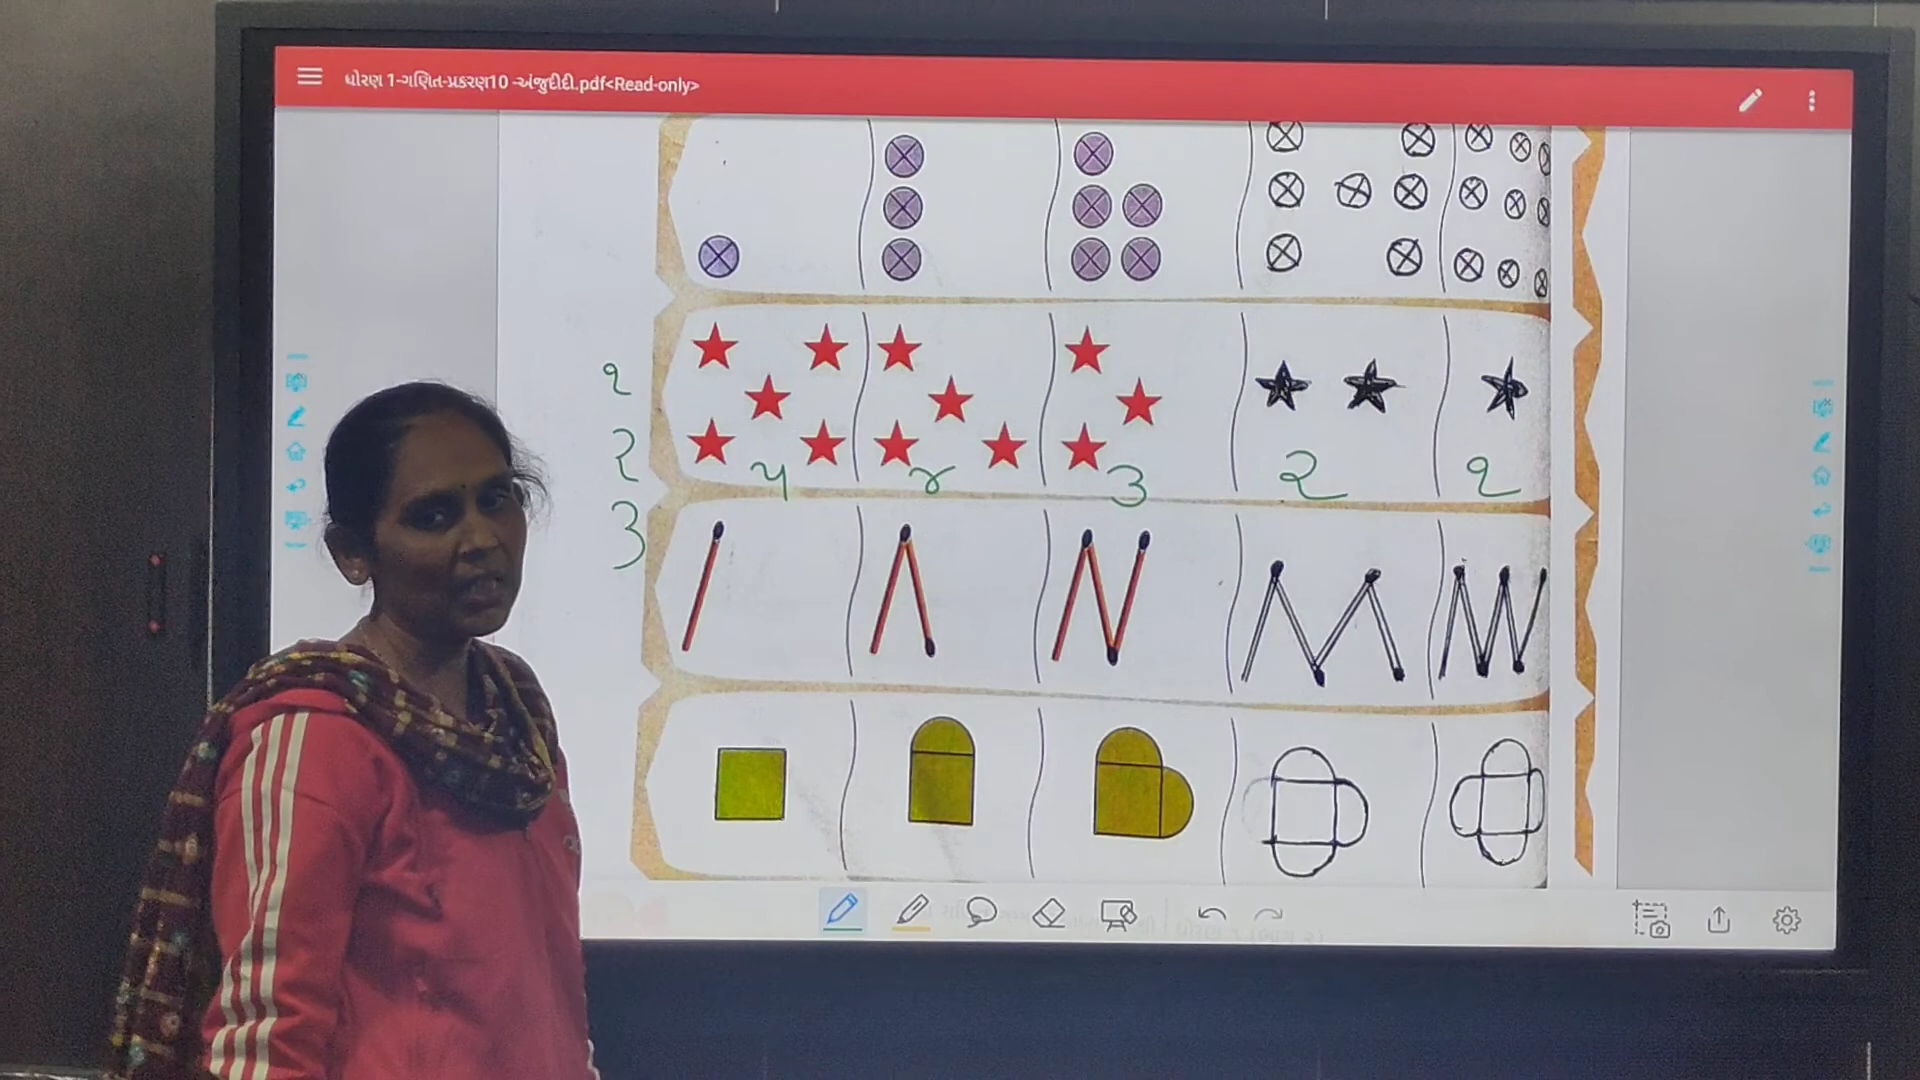 ધોરણ 1-ગણિત-પ્રકરણ10 -અંજુદીદી.pdf<Read-only>
૧
૨
૩
૫ ૪ ૩ ૨ ૧